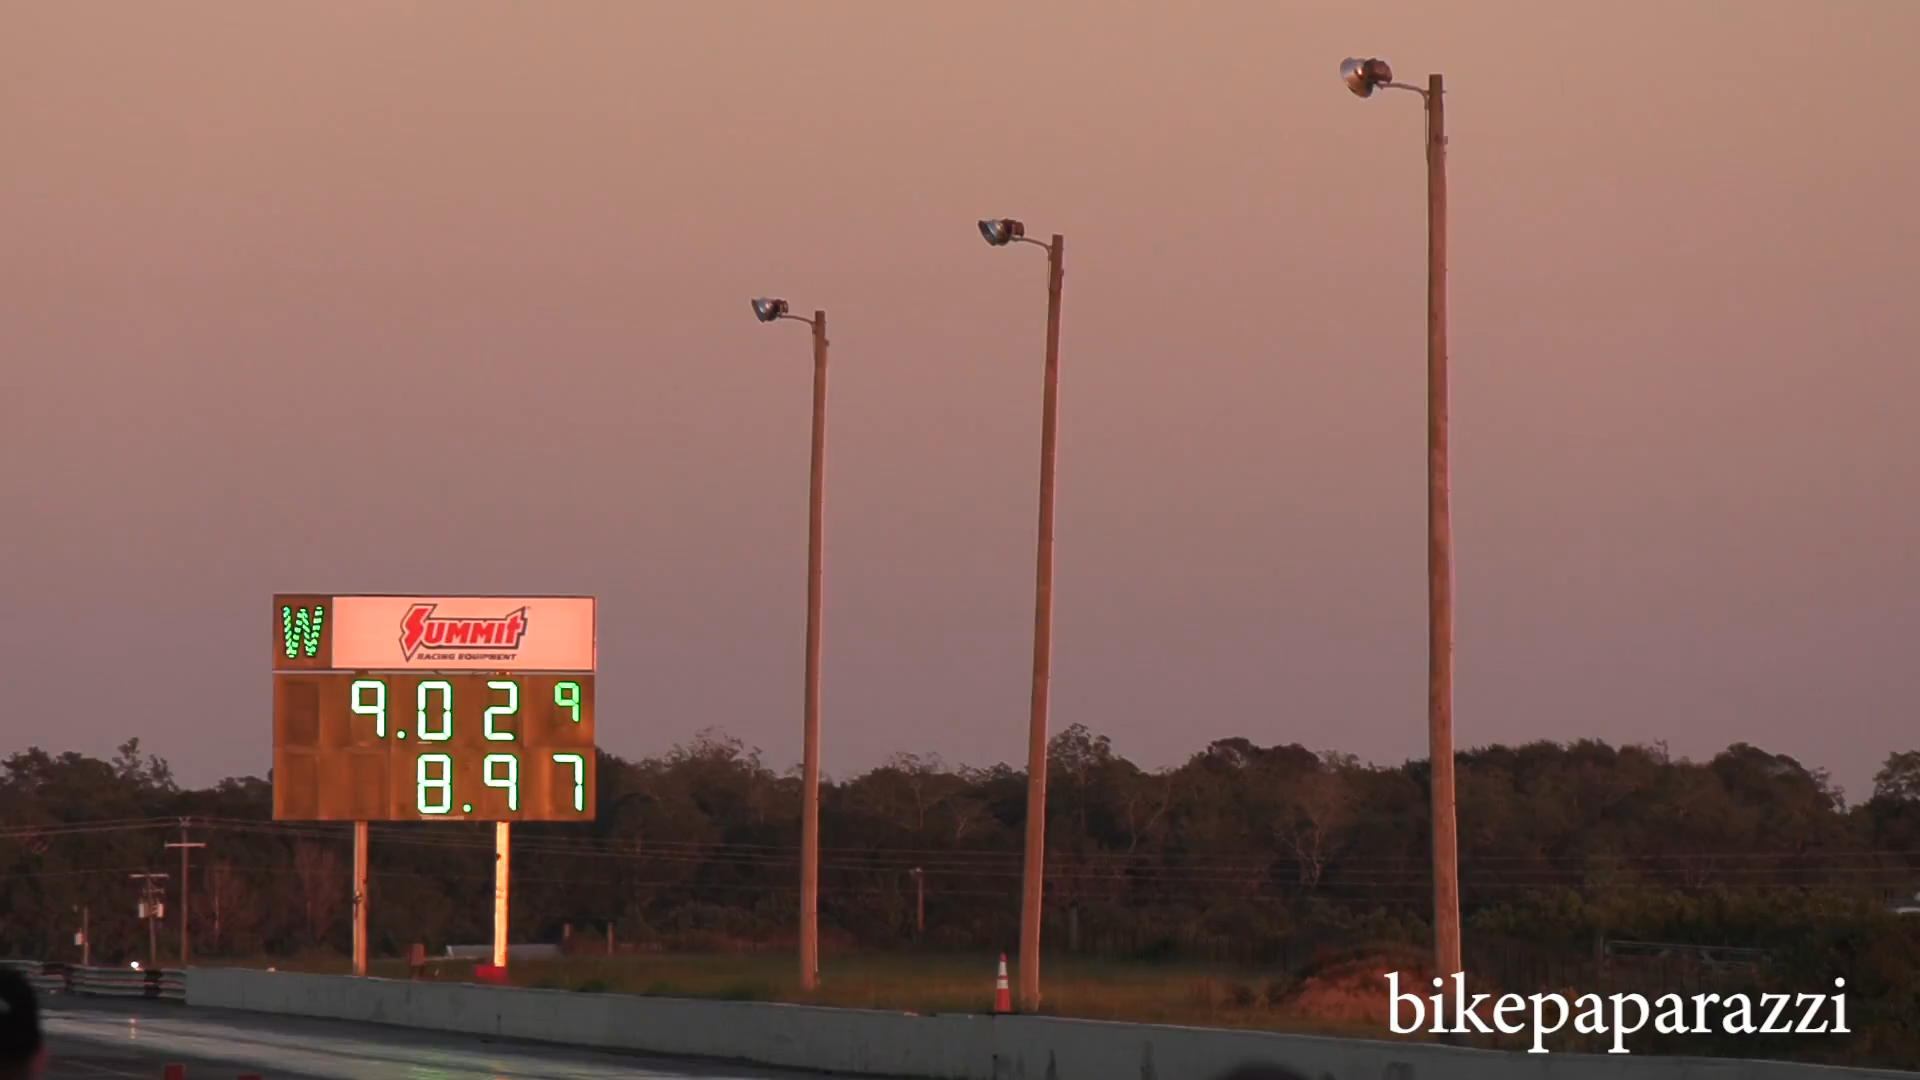 W
SUMMIT
RACING EQUIPMENT
9.029
8.97
bikepaparazzi